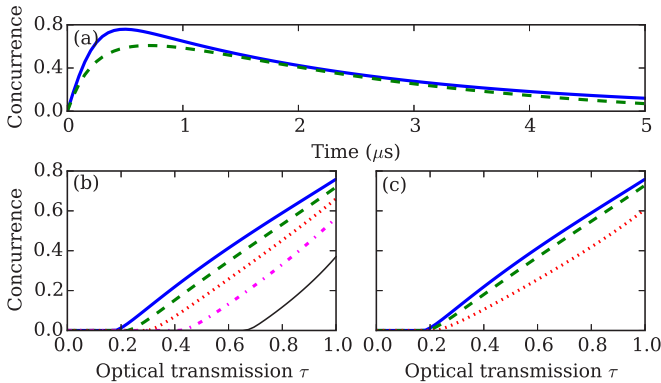 0.8
(a)
Concurrence
0.4
0.0
0 1 2 3 4 5
Time (μs)
0.8
(b) (c)
0.6
Concurrence
0.4
0.2
0.0
0.0 0.2 0.4 0.6 0.8 1.0 0.0 0.2 0.4 0.6 0.8 1.0
Optical transmission τ Optical transmission τ